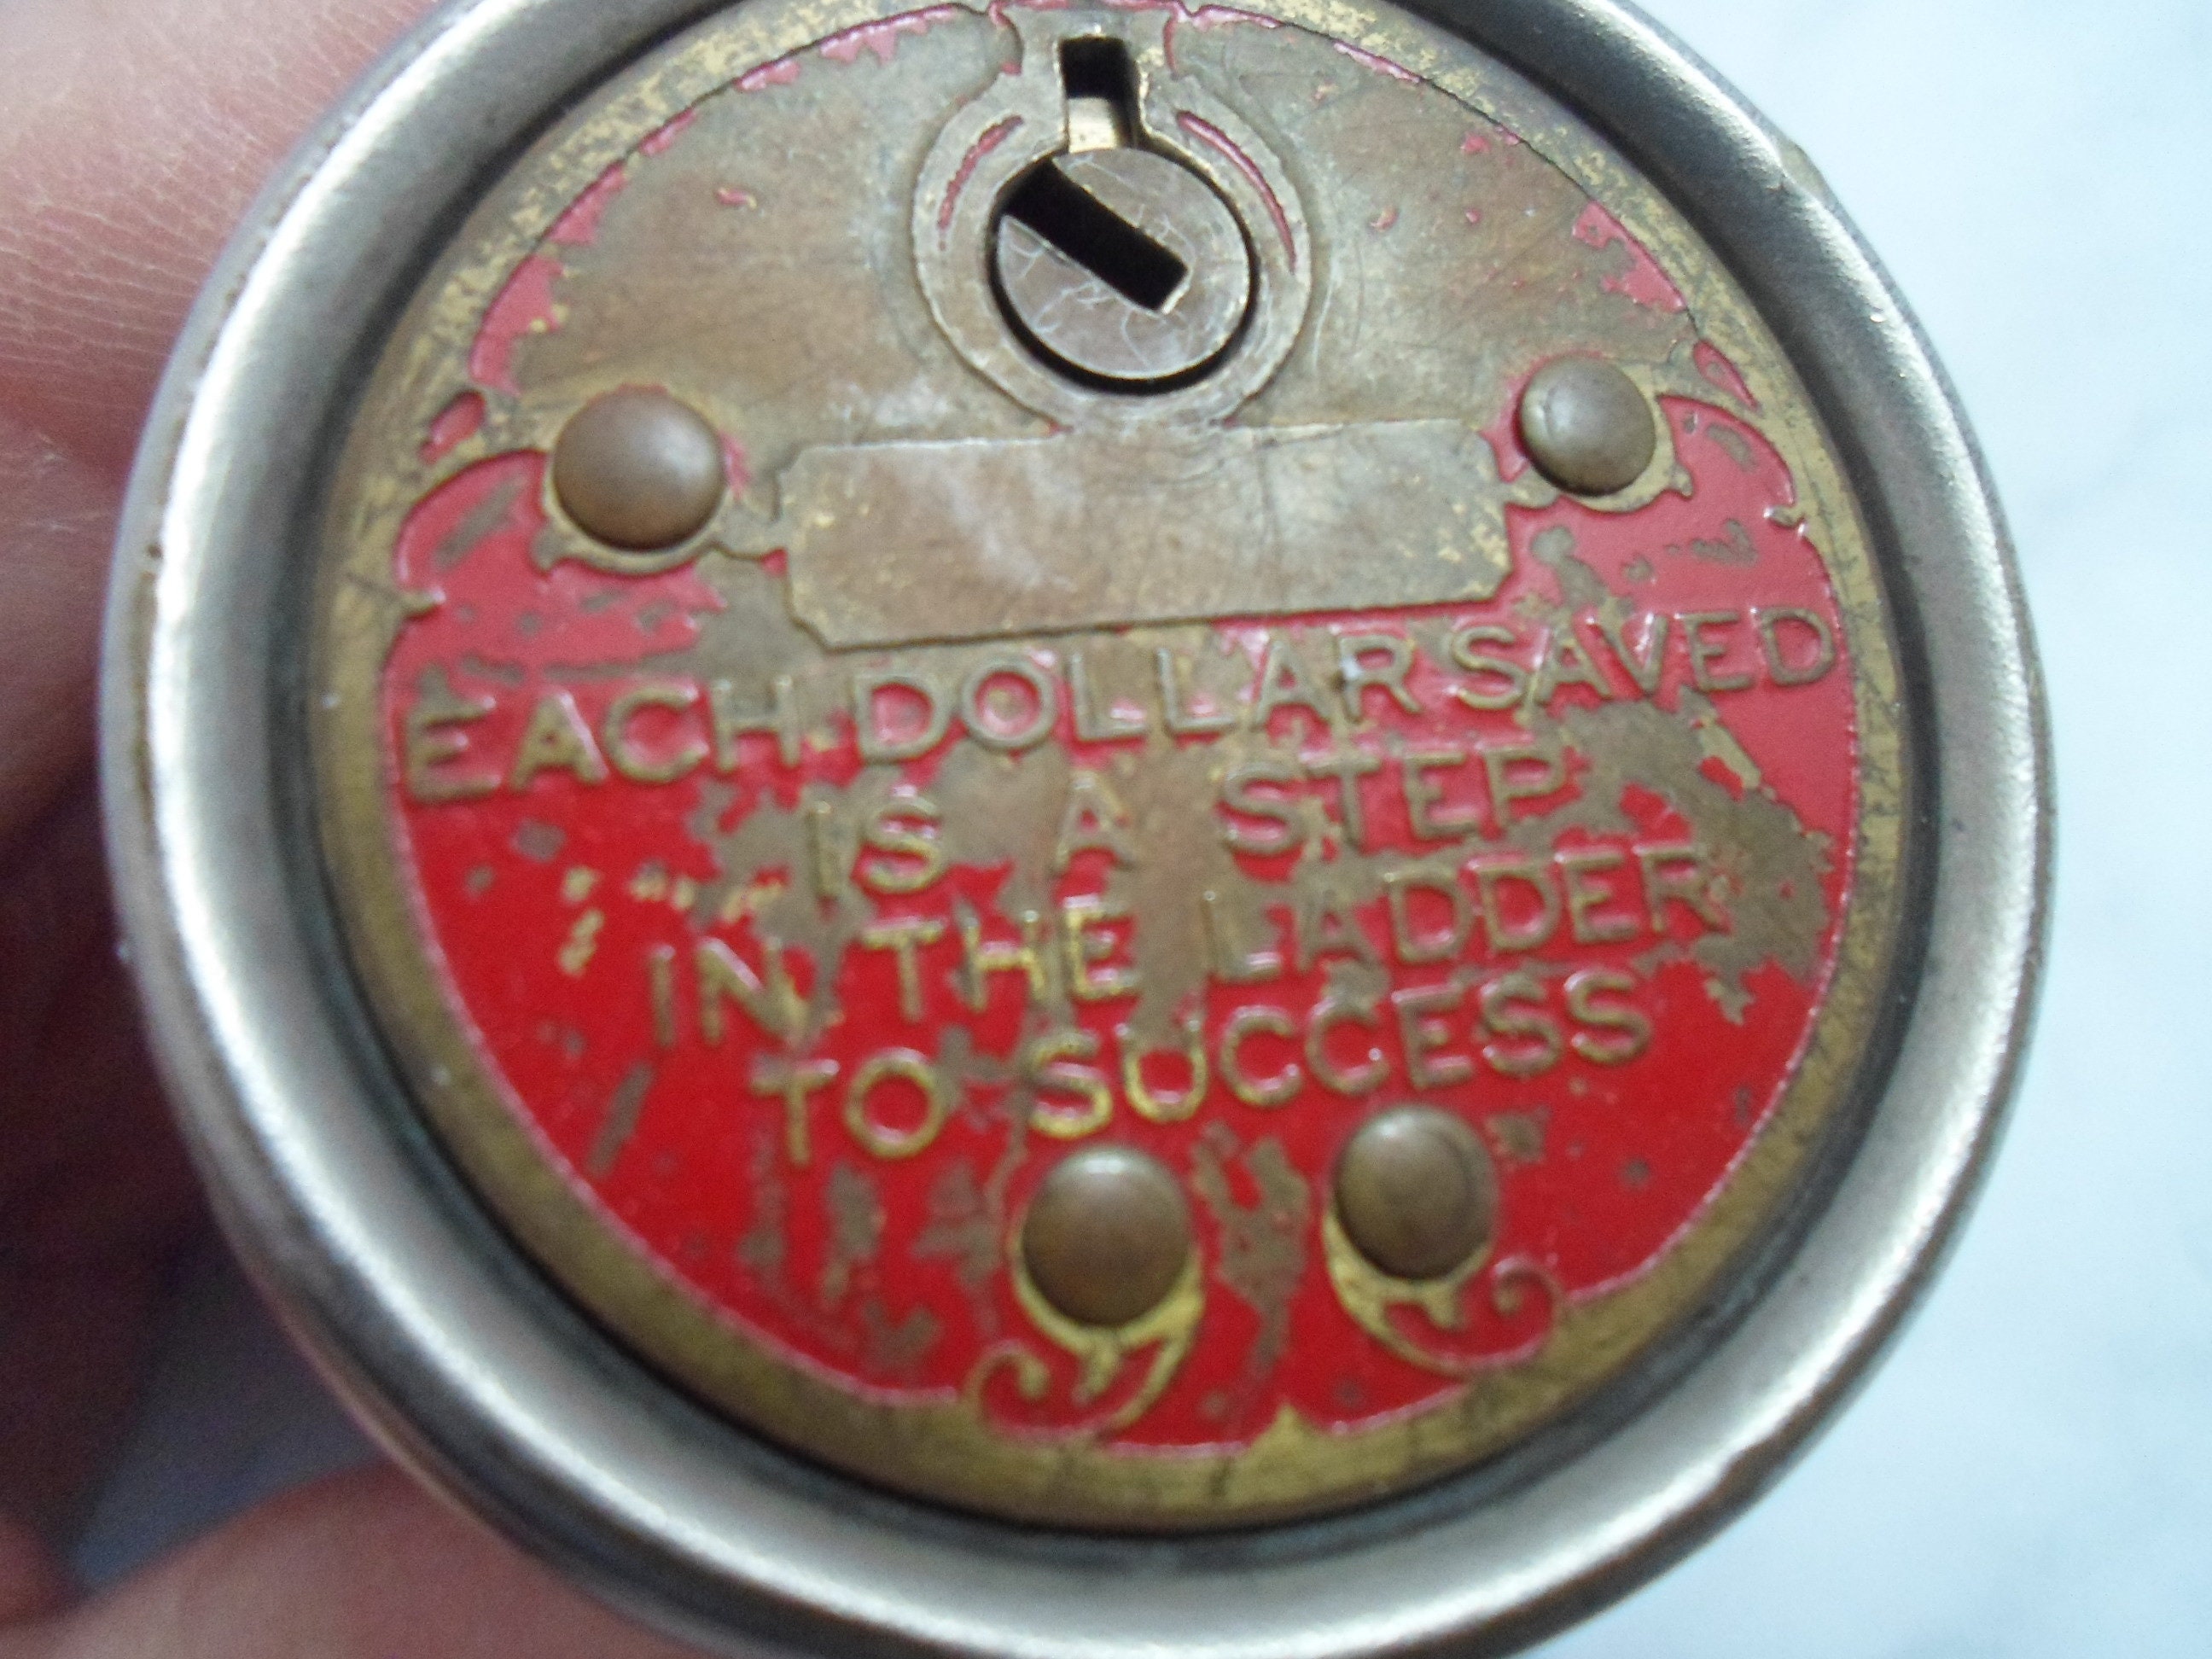 EACH DOLLAR SAVED
IS A STEP
IN THE LADDER
TO SUCCESS